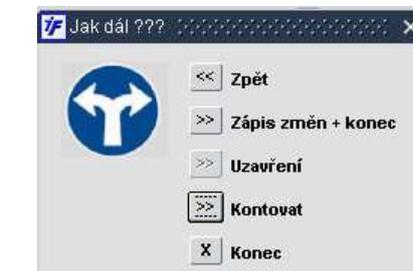 Jak dál ???
<< Zpět
>> Zápis změn + konec
>> Uzavření
>> Kontovat
X Konec